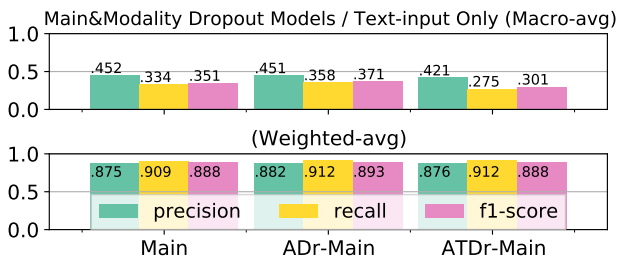 Main&Modality Dropout Models / Text-input Only (Macro-avg)
1.0
0.5
0.0
.452 .334 .351 .451 .358 .371 .421 .275 .301
(Weighted-avg)
1.0
0.5
0.0
.875 .909 .888 .882 .912 .893 .876 .912 .888
precision recall f1-score
Main ADr-Main ATDr-Main